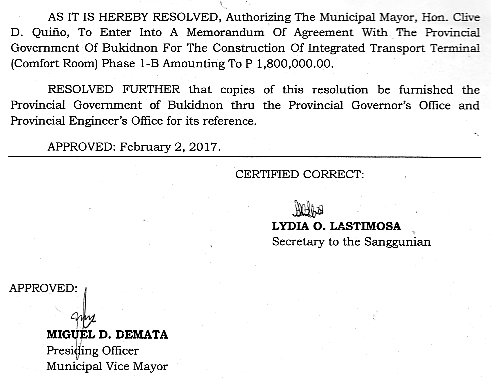 AS IT IS HEREBY RESOLVED, Authorizing The Municipal Mayor, Hon. Clive
D. Quiño, To Enter Into A Memorandum Of Agreement With The Provincial
Government Of Bukidnon For The Construction Of Integrated Transport Terminal
(Comfort Room) Phase 1-B Amounting To P 1,800,000.00.
RESOLVED FURTHER that copies of this resolution be furnished the
Provincial Government of Bukidnon thru the Provincial Governor's Office and
Provincial Engineer's Office for its reference.
APPROVED: February 2, 2017.
CERTIFIED CORRECT:
LYDIA O. LASTIMOSA
Secretary to the Sanggunian
APPROVED:
MIGUEL D. DEMATA
Presiding Officer
Municipal Vice Mayor